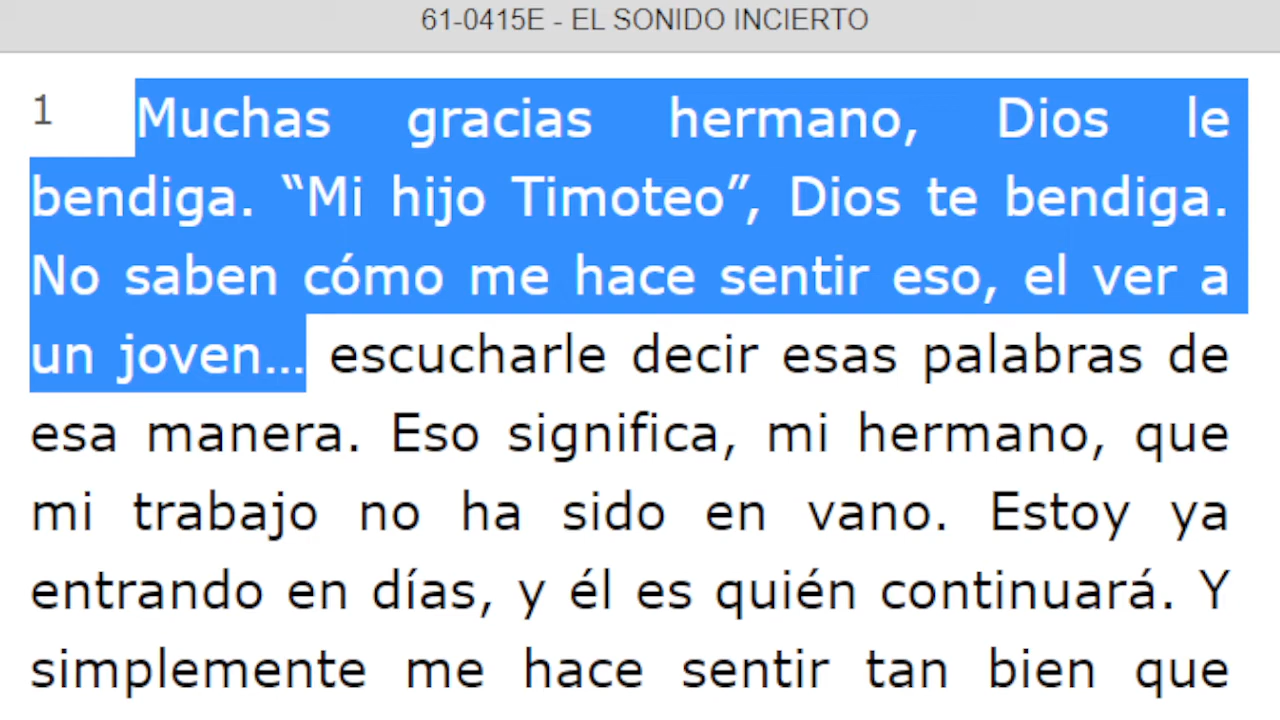 61-0415E - EL SONIDO INCIERTO
1 Muchas gracias hermano, Dios le
bendiga. “Mi hijo Timoteo”, Dios te bendiga.
No saben cómo me hace sentir eso, el ver a
un joven... escucharle decir esas palabras de
esa manera. Eso significa, mi hermano, que
mi trabajo no ha sido en vano. Estoy ya
entrando en días, y él es quién continuará. Y
simplemente me hace sentir tan bien que